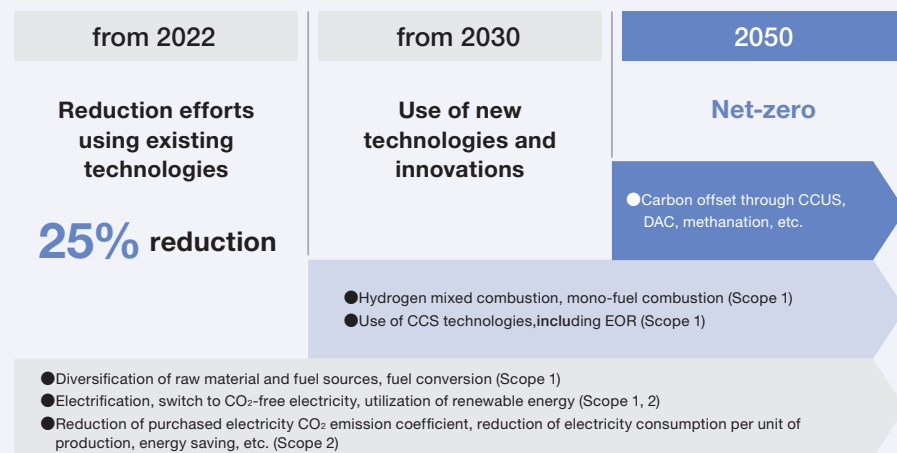 from 2022
from 2030
2050
Reduction efforts
using existing
technologies
25% reduction
Use of new
technologies and
innovations
Net-zero
●Carbon offset through CCUS,
DAC, methanation, etc.
●Hydrogen mixed combustion, mono-fuel combustion (Scope 1)
●Use of CCS technologies,including EOR (Scope 1)
●Diversification of raw material and fuel sources, fuel conversion (Scope 1)
●Electrification, switch to CO₂-free electricity, utilization of renewable energy (Scope 1, 2)
●Reduction of purchased electricity CO₂ emission coefficient, reduction of electricity consumption per unit of
production, energy saving, etc. (Scope 2)